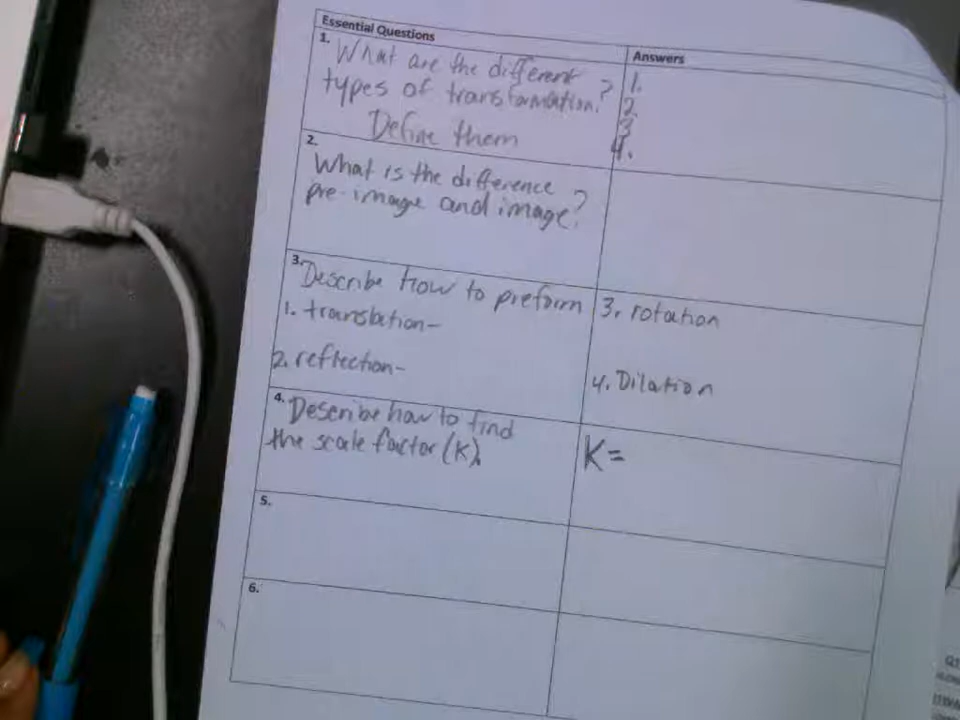 Essential Questions
Answers
1. What are the different
types of transformation?
Define them
1.
2.
3
4.
2. What is the difference
pre-image and image?
3. Describe how to preform
1. translation-
2. reflection-
3. rotation
4. Dilation
4. Describe how to find
the scale factor (K).
K=
5.
6.